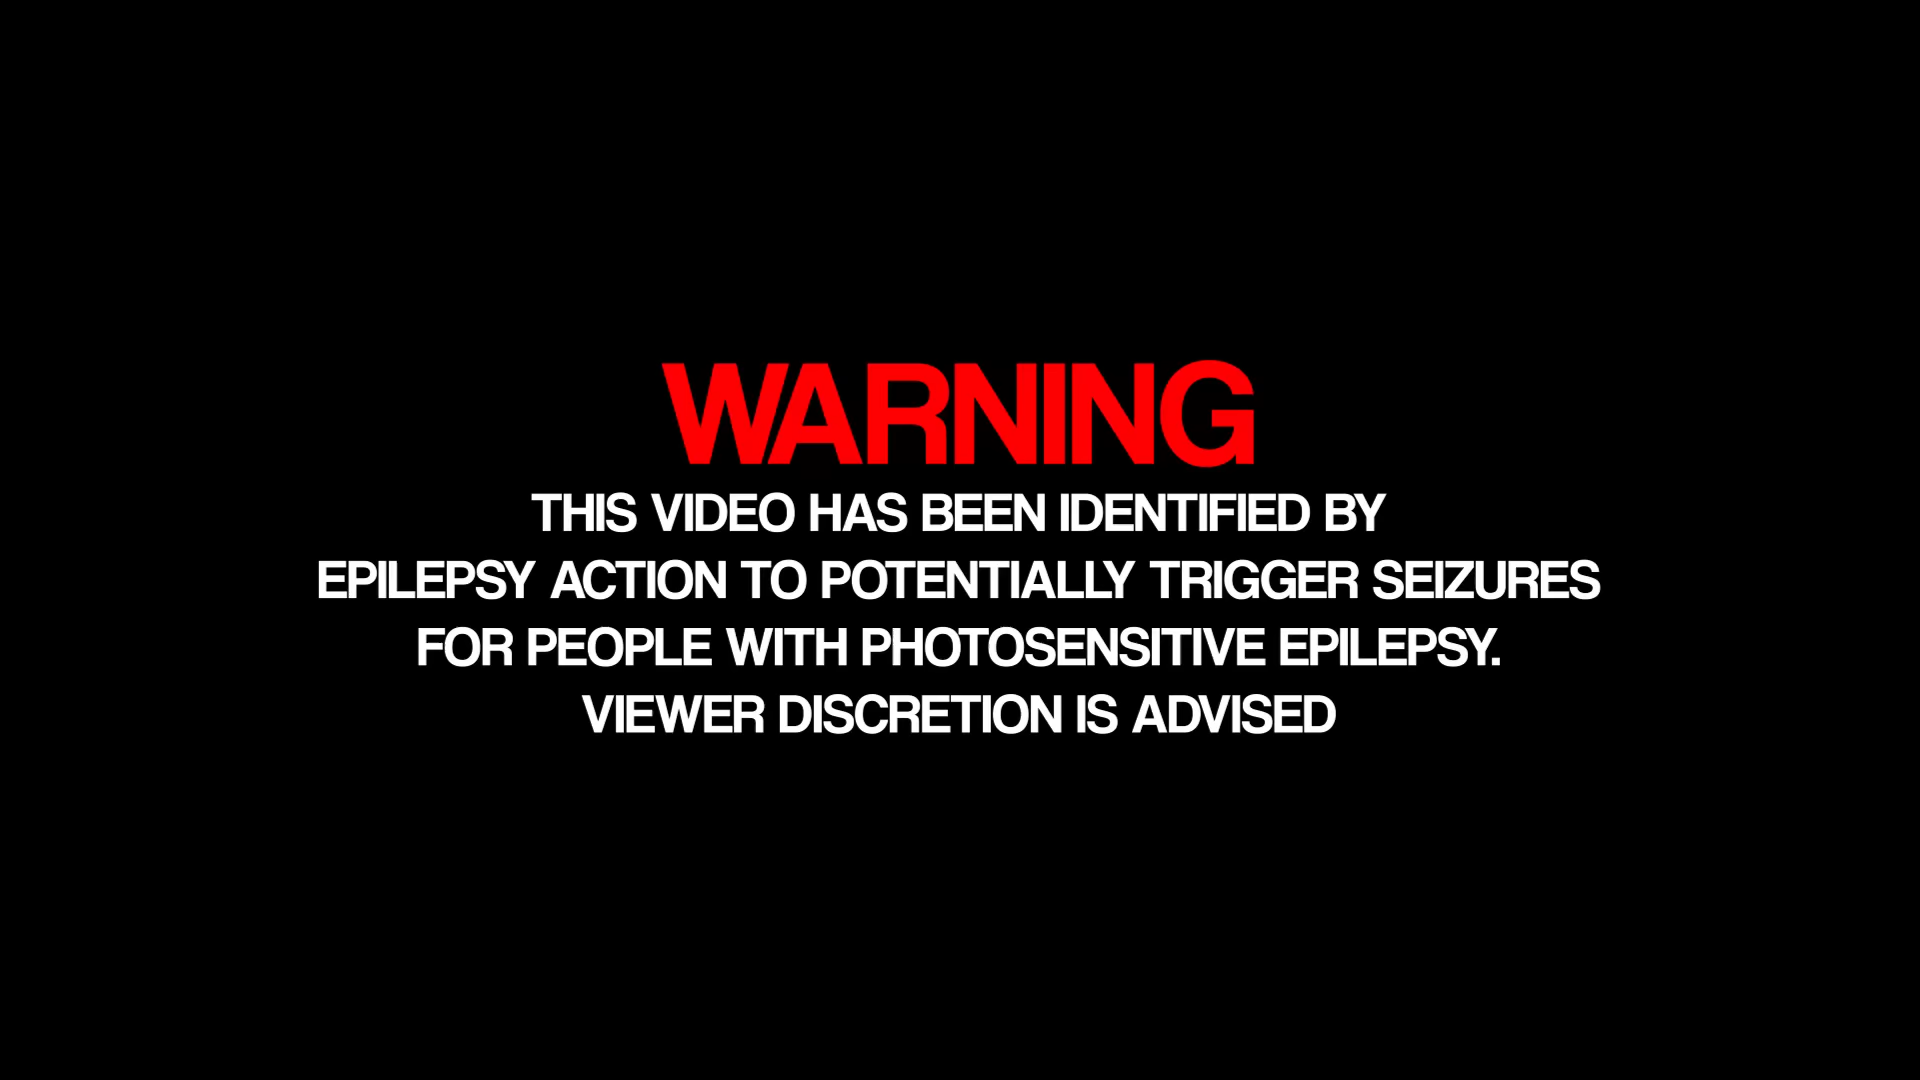 WARNING
THIS VIDEO HAS BEEN IDENTIFIED BY
EPILEPSY ACTION TO POTENTIALLY TRIGGER SEIZURES
FOR PEOPLE WITH PHOTOSENSITIVE EPILEPSY.
VIEWER DISCRETION IS ADVISED